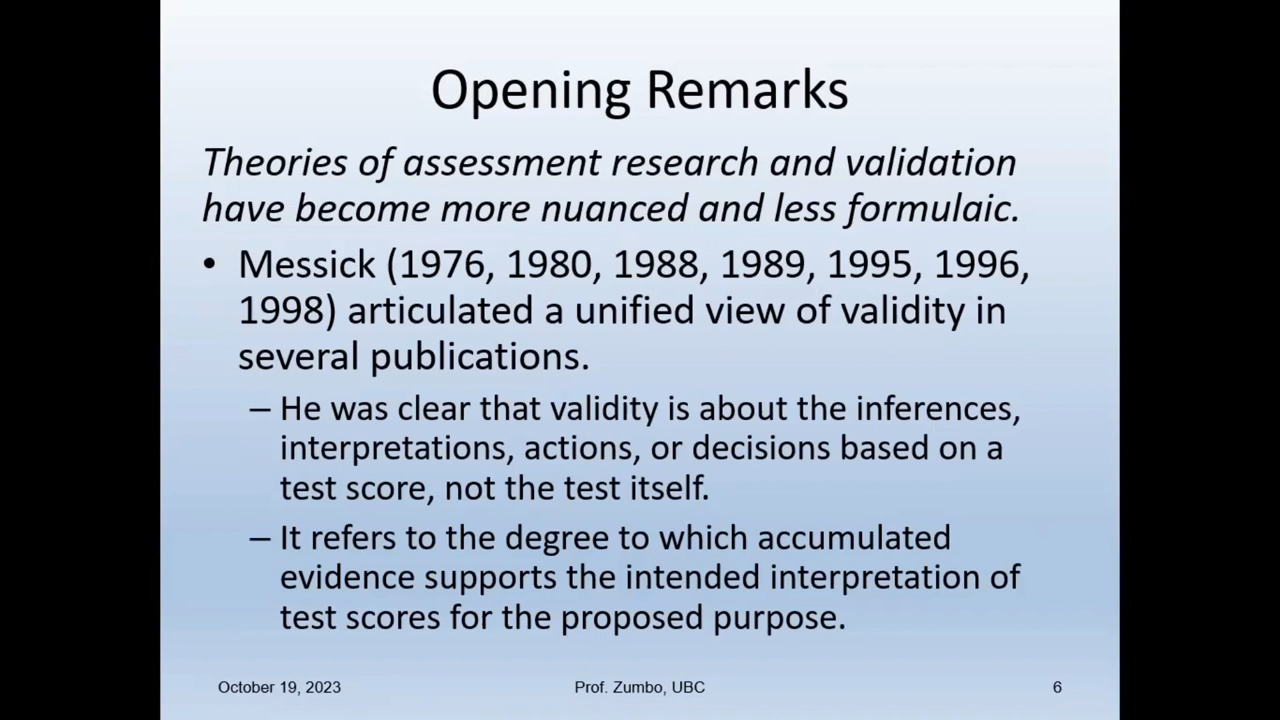 Opening Remarks
Theories of assessment research and validation
have become more nuanced and less formulaic.
• Messick (1976, 1980, 1988, 1989, 1995, 1996,
1998) articulated a unified view of validity in
several publications.
– He was clear that validity is about the inferences,
interpretations, actions, or decisions based on a
test score, not the test itself.
– It refers to the degree to which accumulated
evidence supports the intended interpretation of
test scores for the proposed purpose.
October 19, 2023
Prof. Zumbo, UBC
6